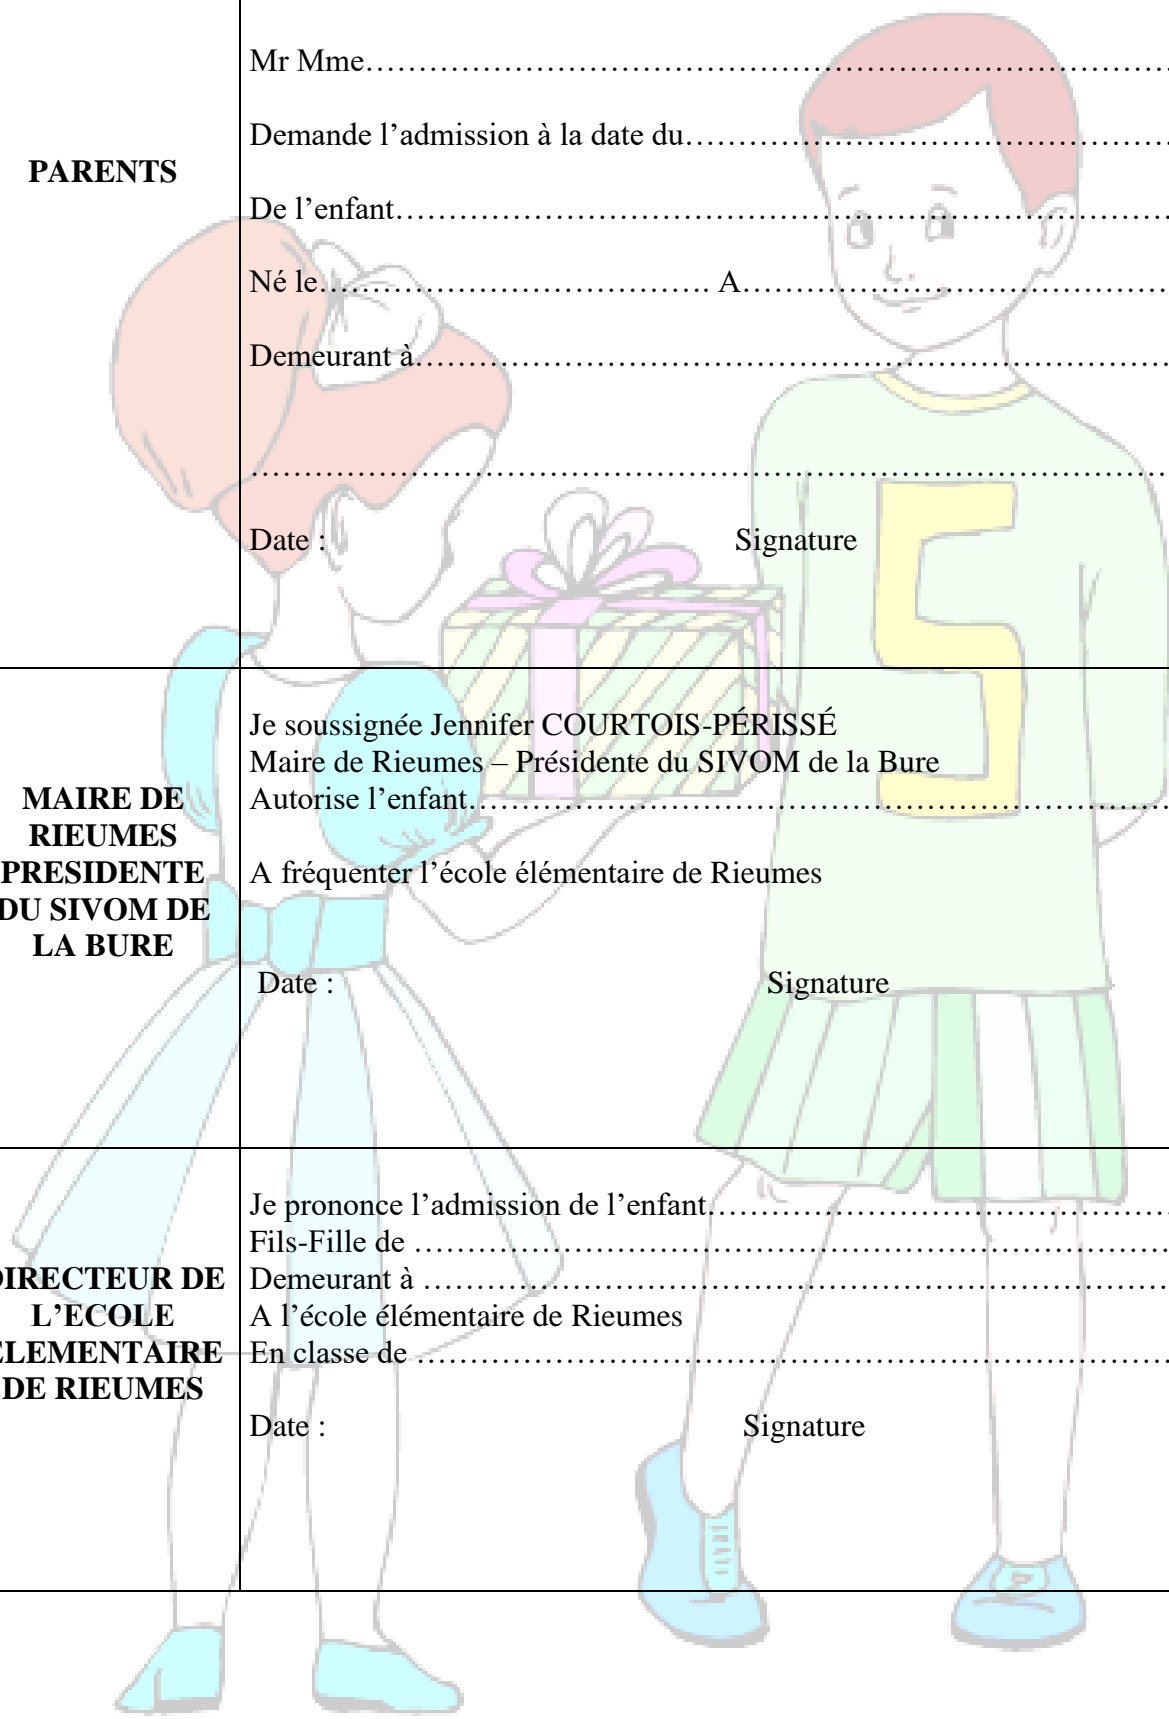 PARENTS
Mr Mme……………………………………………………………………
Demande l’admission à la date du………………………………………
De l’enfant…………………………………………………………………
Né le………………………………. A……………………………………
Demeurant à………………………………………………………………
……………………………………………………………………………
Date : Signature
MAIRE DE
RIEUMES
PRESIDENTE
DU SIVOM DE
LA BURE
Je soussignée Jennifer COURTOIS-PÉRISSÉ
Maire de Rieumes – Présidente du SIVOM de la Bure
Autorise l’enfant……………………………………………………………
A fréquenter l’école élémentaire de Rieumes
Date : Signature
DIRECTEUR DE
L’ECOLE
ELEMENTAIRE
DE RIEUMES
Je prononce l’admission de l’enfant………………………………………
Fils-Fille de ………………………………………………………………
Demeurant à ………………………………………………………………
A l’école élémentaire de Rieumes
En classe de ………………………………………………………………
Date : Signature
5